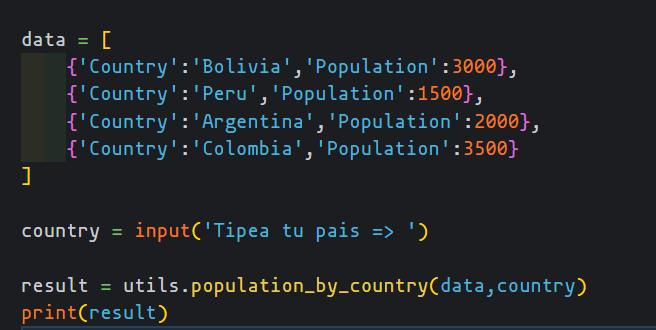 data = [
    {'Country':'Bolivia','Population':3000},
    {'Country':'Peru','Population':1500},
    {'Country':'Argentina','Population':2000},
    {'Country':'Colombia','Population':3500}
]
country = input('Tipea tu pais => ')
result = utils.population_by_country(data,country)
print(result)